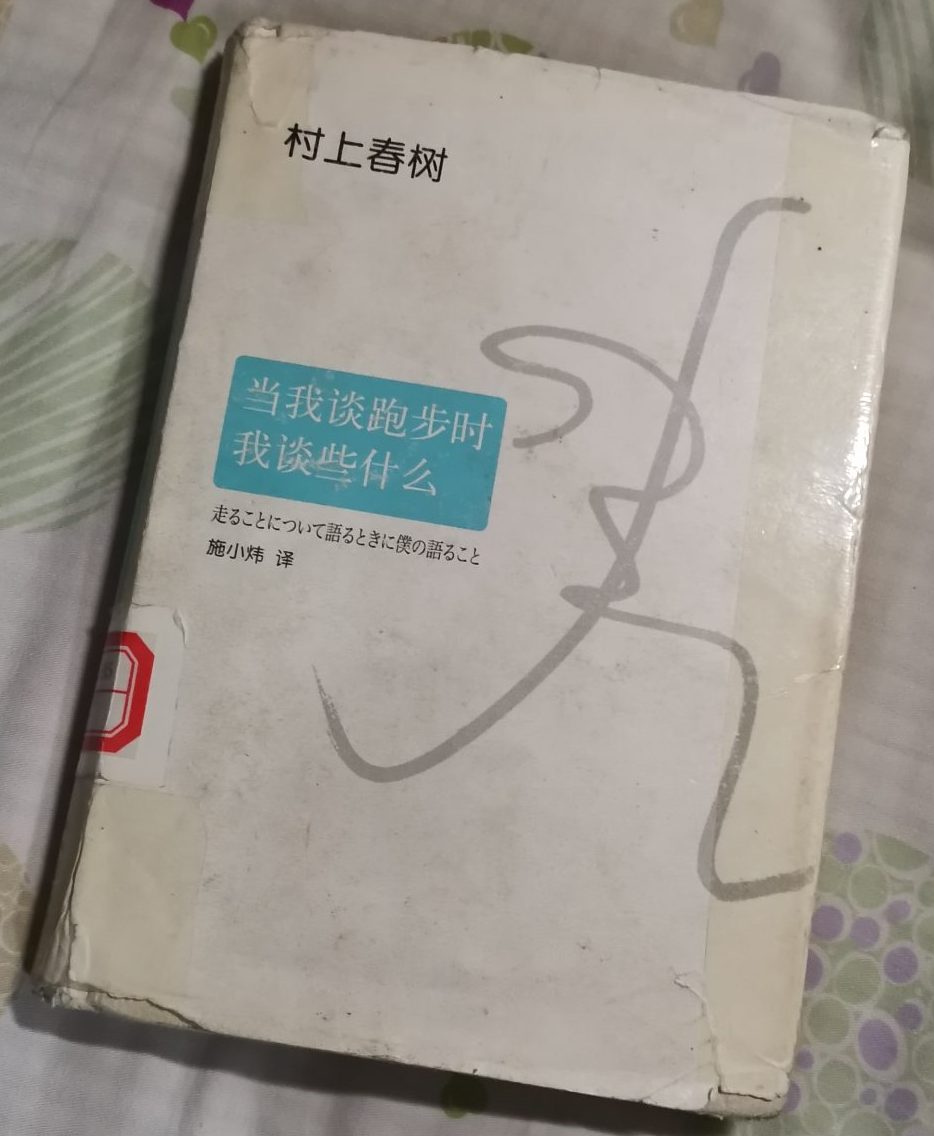 村上春树
当我谈跑步时
我谈些什么
走ることについて語るときに僕の語ること
施小炜 译